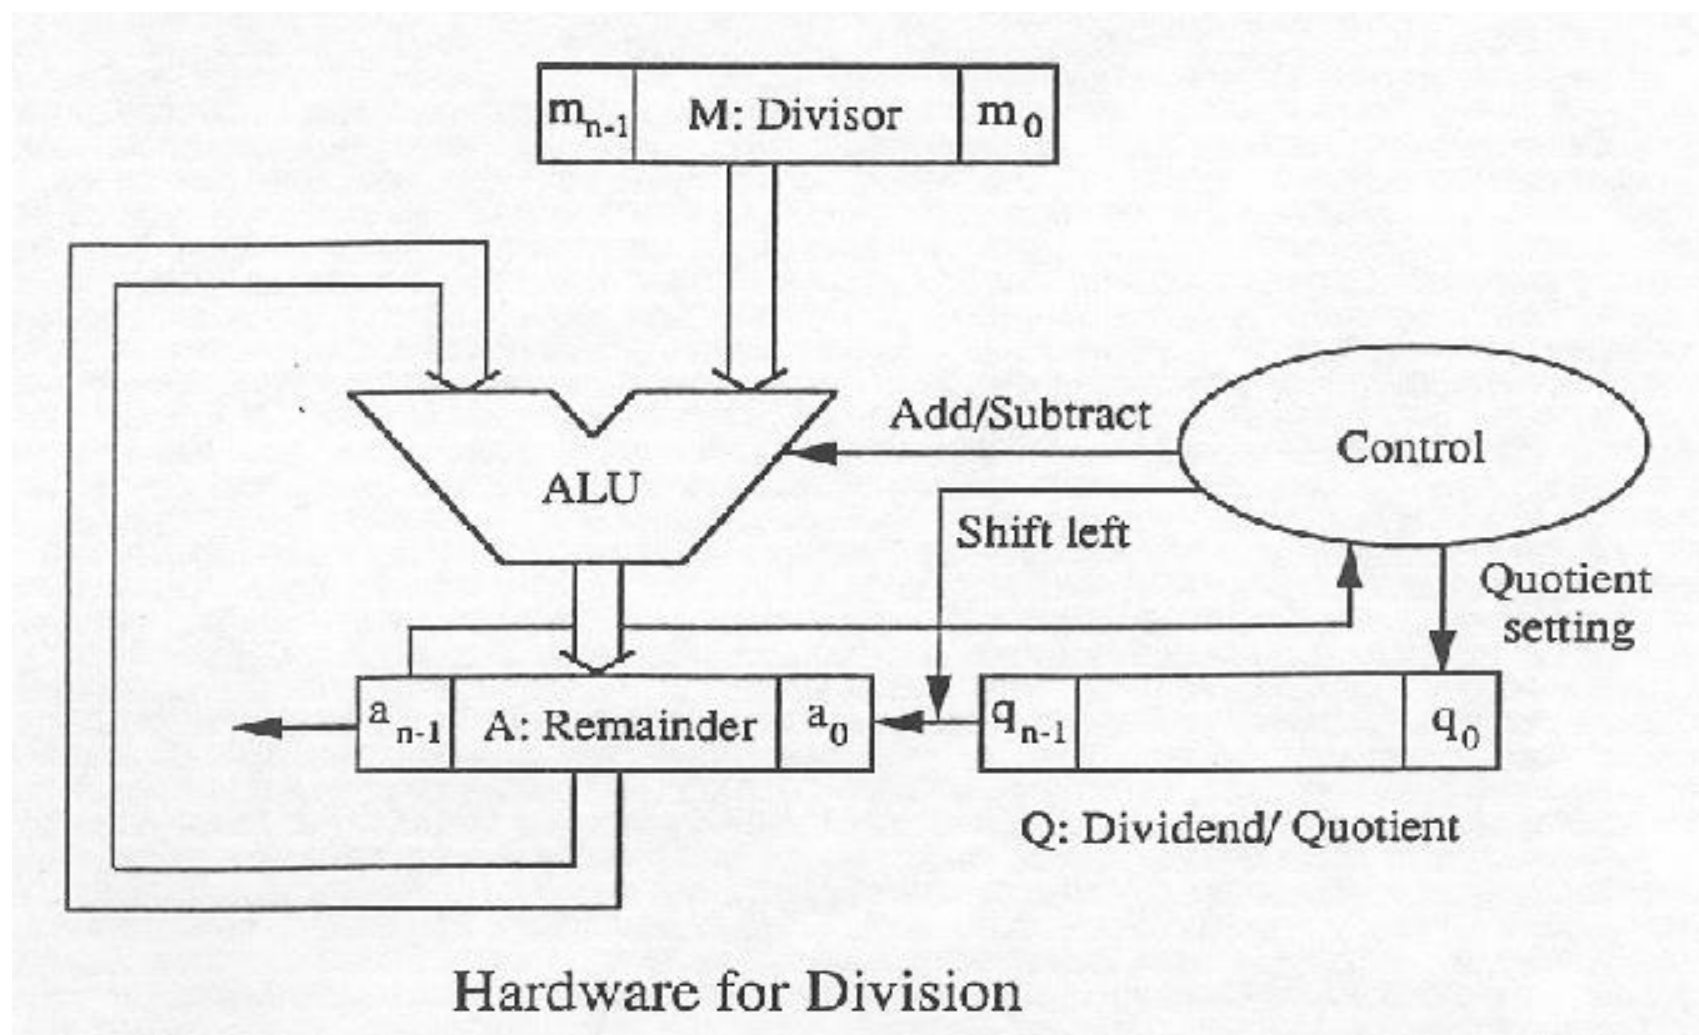 m n-1 M: Divisor m 0
Add/Subtract
Control
ALU
Shift left
Quotient
setting
a n-1 A: Remainder a 0
q n-1 q 0
Q: Dividend/ Quotient
Hardware for Division